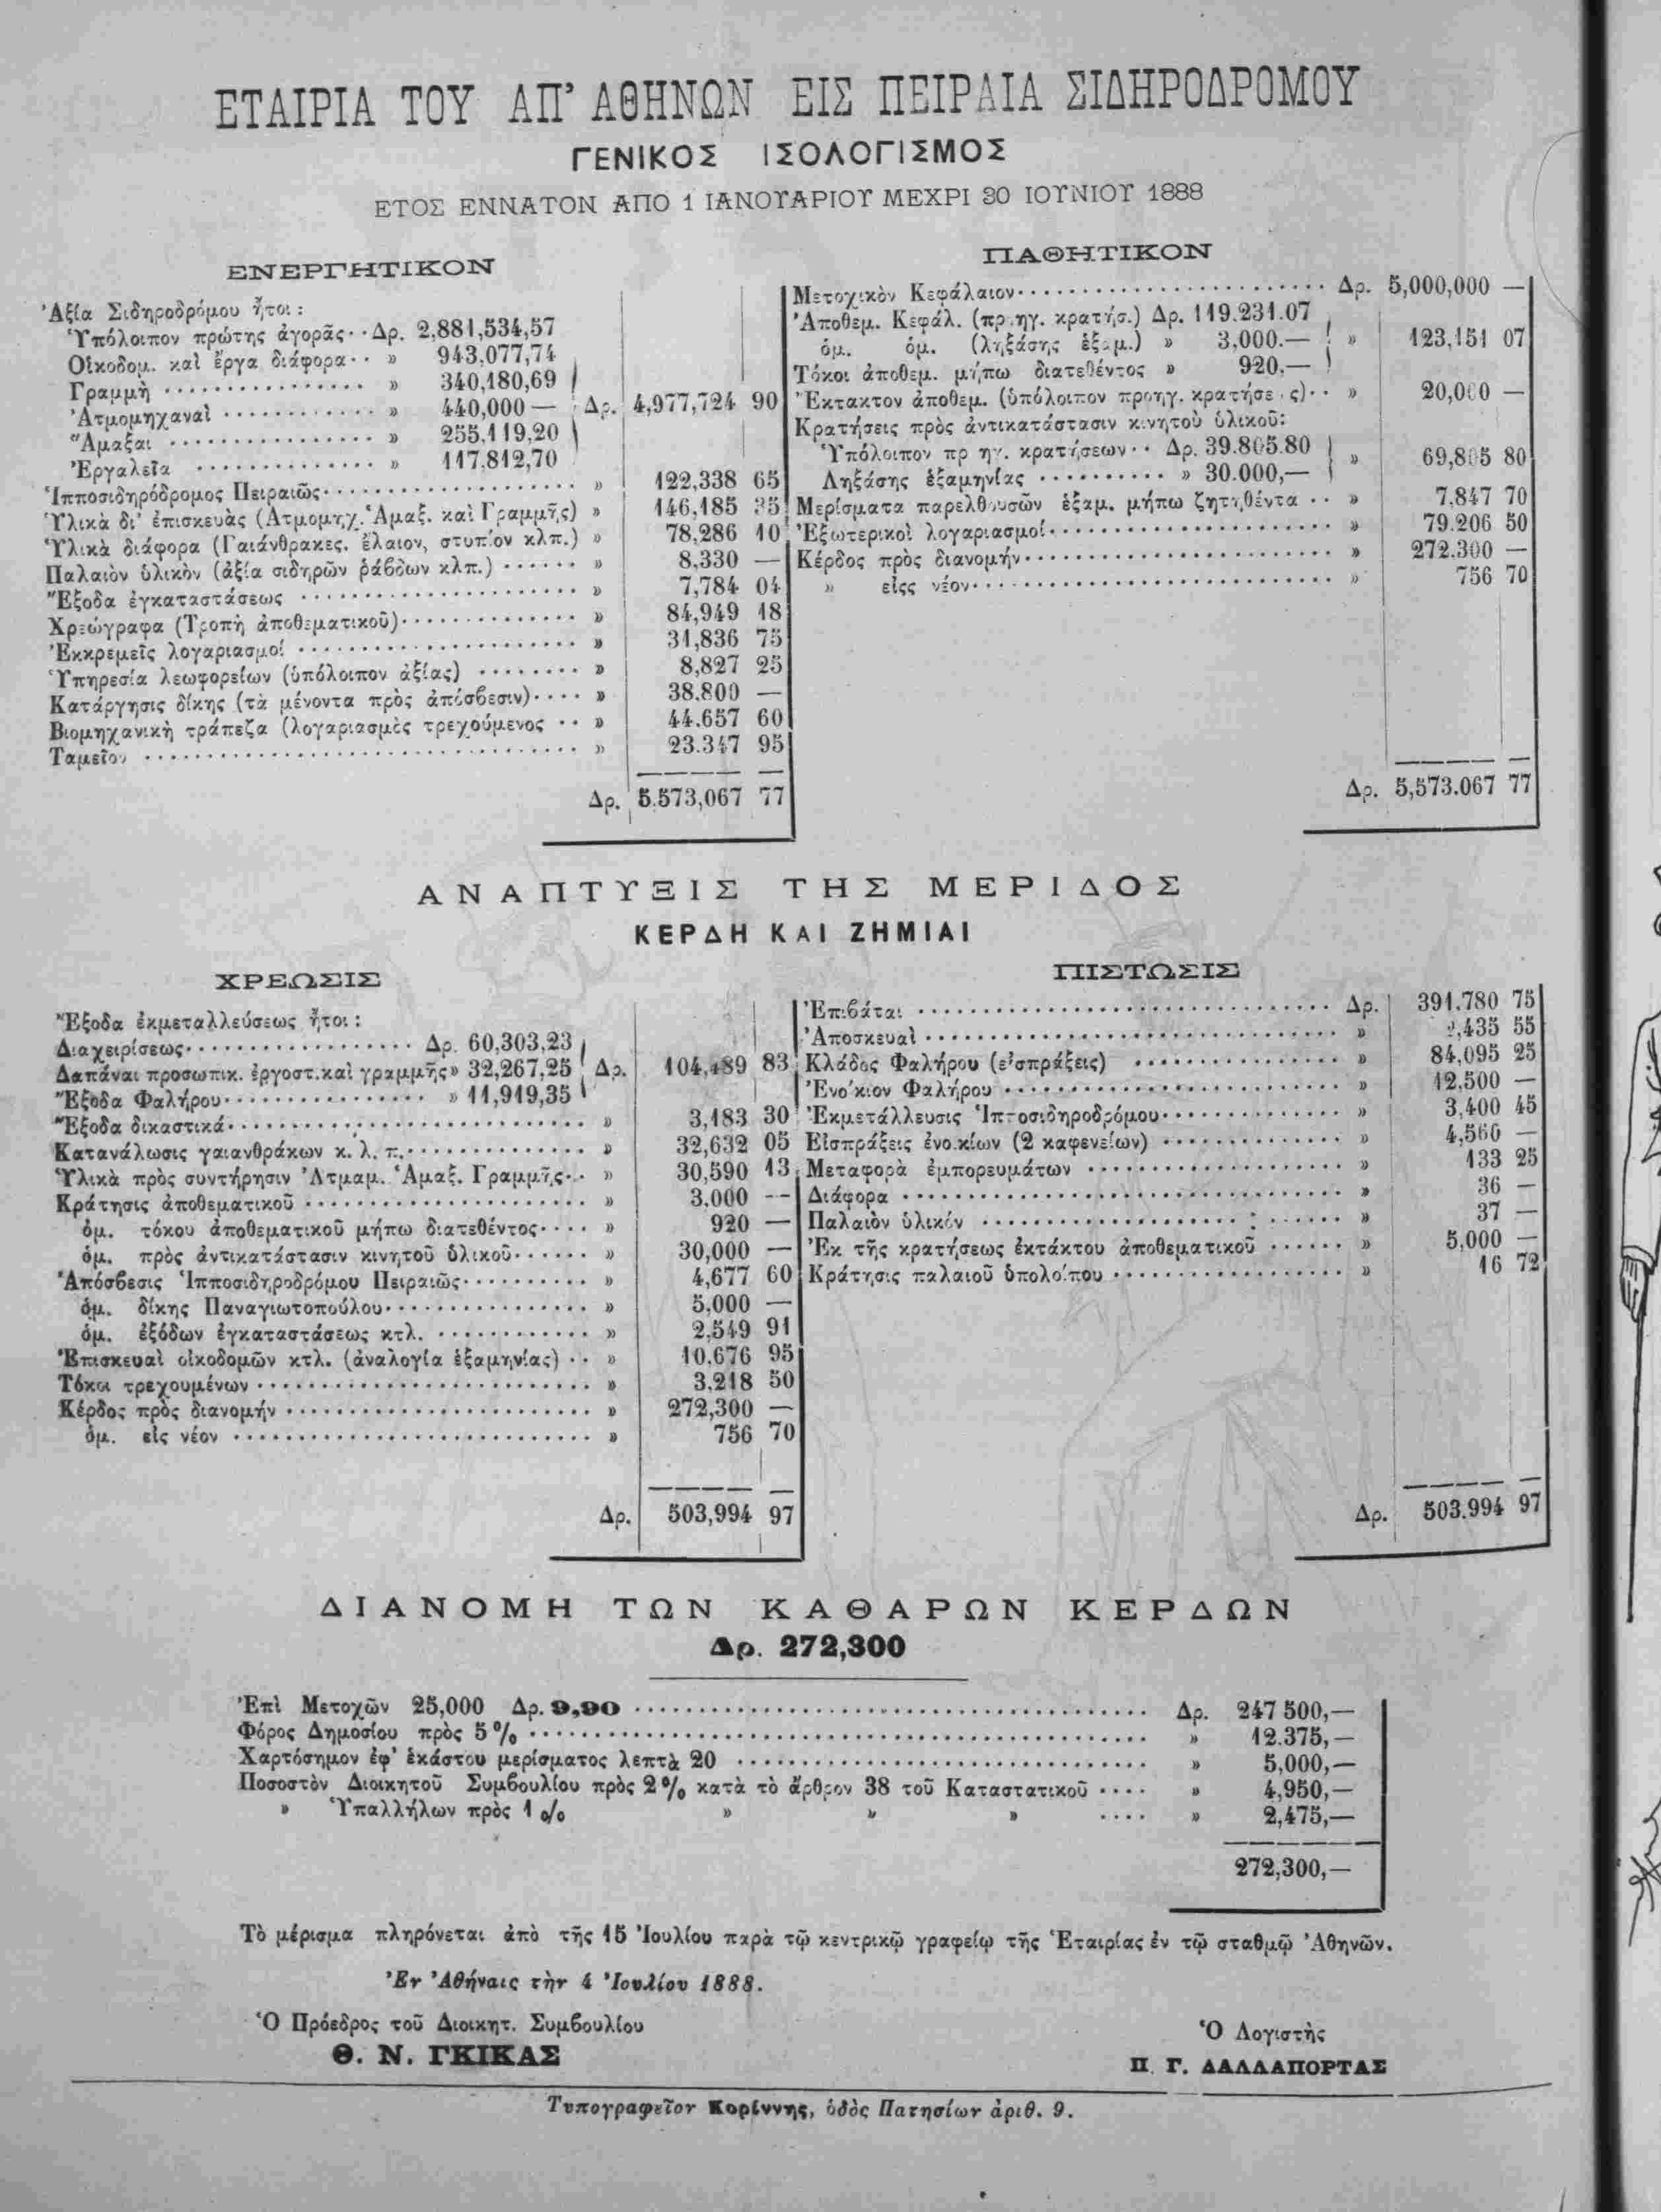 ΕΤΑΙΡΙΑ ΤΟΥ ΑΠ' ΑΘΗΝΩΝ ΕΙΣ ΠΕΙΡΑΙΑ ΣΙΔΗΡΟΔΡΟΜΟΥ
ΓΕΝΙΚΟΣ ΙΣΟΛΟΓΙΣΜΟΣ
ΕΤΟΣ ΕΝΝΑΤΟΝ ΑΠΟ 1 ΙΑΝΟΥΑΡΙΟΥ ΜΕΧΡΙ 30 ΙΟΥΝΙΟΥ 1888
ΕΝΕΡΓΗΤΙΚΟΝ
Ἀξία Σιδηροδρόμου ἦτοι :
Ὑπόλοιπον πρώτης ἀγορᾶς Δρ. 2,881,534,57
Οἰκοδομ. καὶ ἔργα διάφορα » 943,077,74
Γραμμὴ » 340,180,69
Ἀτμομηχαναὶ » 440,000 — Δρ. 4,977,724 90
Ἅμαξαι » 255,119,20
Ἐργαλεῖα » 117,812,70
Ἱπποσιδηρόδρομος Πειραιῶς » 122,338 65
Ὑλικὰ δι' ἐπισκευὰς (Ἀτμομηχ. Ἁμαξ. καὶ Γραμμῆς) » 146,185 35
Ὑλικὰ διάφορα (Γαιάνθρακες, ἔλαιον, στυπίον κλπ.) » 78,286 10
Παλαιὸν ὑλικὸν (ἀξία σιδηρῶν ῥάβδων κλπ.) » 8,330 —
Ἔξοδα ἐγκαταστάσεως » 7,784 04
Χρεώγραφα (Τροπὴ ἀποθεματικοῦ) » 84,949 18
Ἐκκρεμεῖς λογαριασμοί » 31,836 75
Ὑπηρεσία λεωφορείων (ὑπόλοιπον ἀξίας) » 8,827 25
Κατάργησις δίκης (τὰ μένοντα πρὸς ἀπόσβεσιν) » 38.800 —
Βιομηχανικὴ τράπεζα (λογαριασμὸς τρεχούμενος » 44.657 60
Ταμεῖον » 23.347 95
Δρ. 5.573,067 77
ΠΑΘΗΤΙΚΟΝ
Μετοχικὸν Κεφάλαιον Δρ. 5,000,000 —
Ἀποθεμ. Κεφάλ. (προηγ. κρατήσ.) Δρ. 119.231.07
ὁμ. ὁμ. (ληξάσης ἑξαμ.) » 3,000.— » 123,151 07
Τόκοι ἀποθεμ. μήπω διατεθέντος » 920.—
Ἔκτακτον ἀποθεμ. (ὑπόλοιπον προηγ. κρατήσεως) » 20,000 —
Κρατήσεις πρὸς ἀντικατάστασιν κινητοῦ ὑλικοῦ:
Ὑπόλοιπον προηγ. κρατήσεων Δρ. 39.805.80 » 69,805 80
Ληξάσης ἑξαμηνίας » 30.000,—
Μερίσματα παρελθουσῶν ἑξαμ. μήπω ζητηθέντα » 7.847 70
Ἐξωτερικοὶ λογαριασμοί » 79.206 50
Κέρδος πρὸς διανομήν » 272.300 —
» εἰςς νέον » 756 70
Δρ. 5,573.067 77
ΑΝΑΠΤΥΞΙΣ ΤΗΣ ΜΕΡΙΔΟΣ
ΚΕΡΔΗ ΚΑΙ ΖΗΜΙΑΙ
ΧΡΕΩΣΙΣ
Ἔξοδα ἐκμεταλλεύσεως ἦτοι :
Διαχειρίσεως Δρ. 60,303,23
Δαπάναι προσωπικ. ἐργοστ. καὶ γραμμῆς » 32,267,25 Δρ. 104,489 83
Ἔξοδα Φαλήρου » 11,919,35
Ἔξοδα δικαστικά » 3,183 30
Κατανάλωσις γαιανθράκων κ. λ. π. » 32,632 05
Ὑλικὰ πρὸς συντήρησιν Ἀτμαμ. Ἁμαξ. Γραμμῆς » 30,590 13
Κράτησις ἀποθεματικοῦ » 3.000 —
ὁμ. τόκου ἀποθεματικοῦ μήπω διατεθέντος » 920 —
ὁμ. πρὸς ἀντικατάστασιν κινητοῦ ὑλικοῦ » 30,000 —
Ἀπόσβεσις Ἱπποσιδηροδρόμου Πειραιῶς » 4,677 60
ὁμ. δίκης Παναγιωτοπούλου » 5.000 —
ὁμ. ἐξόδων ἐγκαταστάσεως κτλ. » 2.549 91
Ἐπισκευαὶ οἰκοδομῶν κτλ. (ἀναλογία ἑξαμηνίας) » 10.676 95
Τόκοι τρεχουμένων » 3.218 50
Κέρδος πρὸς διανομήν » 272,300 —
ὁμ. εἰς νέον » 756 70
Δρ. 503,994 97
ΠΙΣΤΩΣΙΣ
Ἐπιβάται Δρ. 391.780 75
Ἀποσκευαὶ » 2,435 55
Κλάδος Φαλήρου (εἰσπράξεις) » 84,095 25
Ἐνοίκιον Φαλήρου » 12.500 —
Ἐκμετάλλευσις Ἱπποσιδηροδρόμου » 3,400 45
Εἰσπράξεις ἐνοικίων (2 καφενείων) » 4,560 —
Μεταφορὰ ἐμπορευμάτων » 133 25
Διάφορα » 36 —
Παλαιὸν ὑλικόν » 37 —
Ἐκ τῆς κρατήσεως ἐκτάκτου ἀποθεματικοῦ » 5.000 —
Κράτησις παλαιοῦ ὑπολοίπου » 16 72
Δρ. 503.994 97
ΔΙΑΝΟΜΗ ΤΩΝ ΚΑΘΑΡΩΝ ΚΕΡΔΩΝ
Δρ. 272,300
Ἐπὶ Μετοχῶν 25,000 Δρ. 9,90 Δρ. 247 500,—
Φόρος Δημοσίου πρὸς 5 % » 12.375,—
Χαρτόσημον ἐφ' ἑκάστου μερίσματος λεπτὰ 20 » 5,000,—
Ποσοστὸν Διοικητοῦ Συμβουλίου πρὸς 2 % κατὰ τὸ ἄρθρον 38 τοῦ Καταστατικοῦ » 4,950,—
» Ὑπαλλήλων πρὸς 1 % » » » » 2,475,—
272,300,—
Τὸ μέρισμα πληρόνεται ἀπὸ τῆς 15 Ἰουλίου παρὰ τῷ κεντρικῷ γραφείῳ τῆς Ἑταιρίας ἐν τῷ σταθμῷ Ἀθηνῶν.
Ἐν Ἀθήναις τὴν 4 Ἰουλίου 1888.
Ὁ Πρόεδρος τοῦ Διοικητ. Συμβουλίου
Θ. Ν. ΓΚΙΚΑΣ
Ὁ Λογιστὴς
Π. Γ. ΔΑΛΛΑΠΟΡΤΑΣ
Τυπογραφεῖον Κορίννης, ὁδὸς Πατησίων ἀριθ. 9.